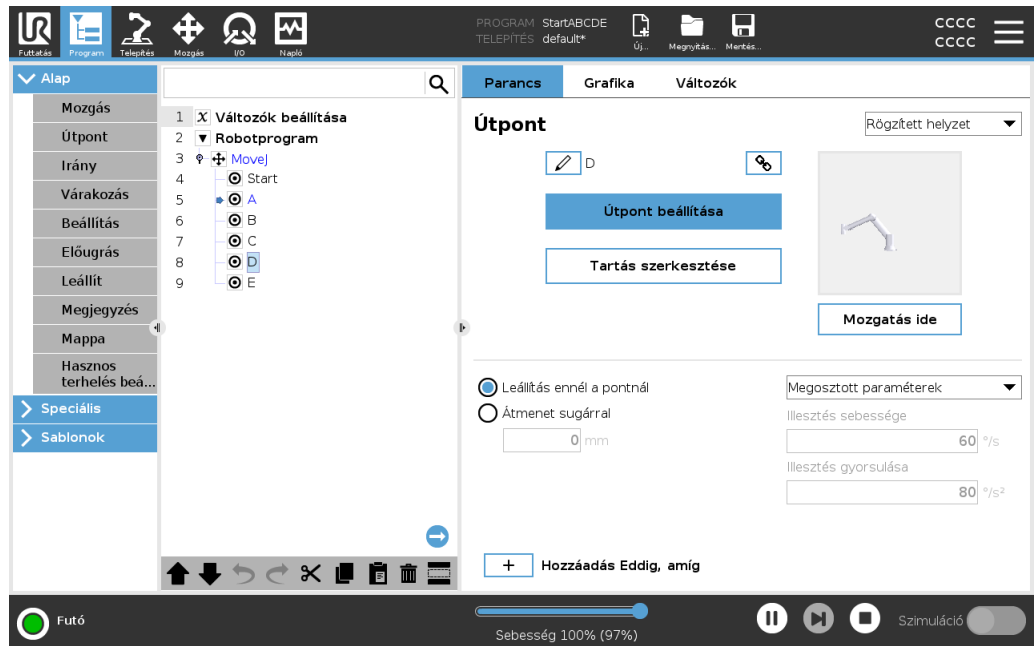 PROGRAM StartABCDE
TELEPÍTÉS default*
CCCC
CCCC
Futtatás Program Telepítés Mozgás I/O Napló Új... Megnyitás... Mentés...
Alap
Mozgás
Útpont
Irány
Várakozás
Beállítás
Előugrás
Leállít
Megjegyzés
Mappa
Hasznos
terhelés beá...
Speciális
Sablonok
1 X Változók beállítása
2 Robotprogram
3 MoveJ
4 Start
5 A
6 B
7 C
8 D
9 E
Parancs Grafika Változók
Útpont
Rögzített helyzet
D
Útpont beállítása
Tartás szerkesztése
Mozgatás ide
Leállítás ennél a pontnál
Átmenet sugárral
0 mm
Megosztott paraméterek
Illesztés sebessége
60 °/s
Illesztés gyorsulása
80 °/s²
+ Hozzáadás Eddig, amíg
Futó
Sebesség 100% (97%)
Szimuláció